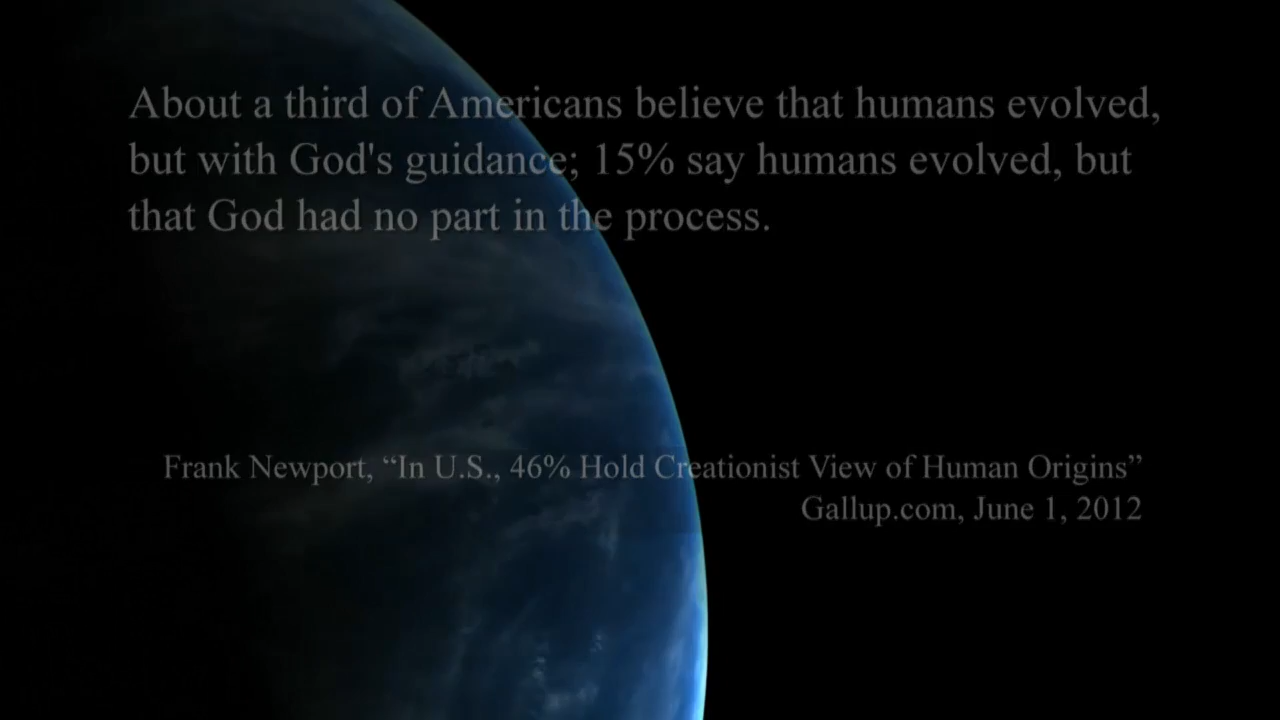 About a third of Americans believe that humans evolved,
but with God's guidance; 15% say humans evolved, but
that God had no part in the process.
Frank Newport, “In U.S., 46% Hold Creationist View of Human Origins”
Gallup.com, June 1, 2012